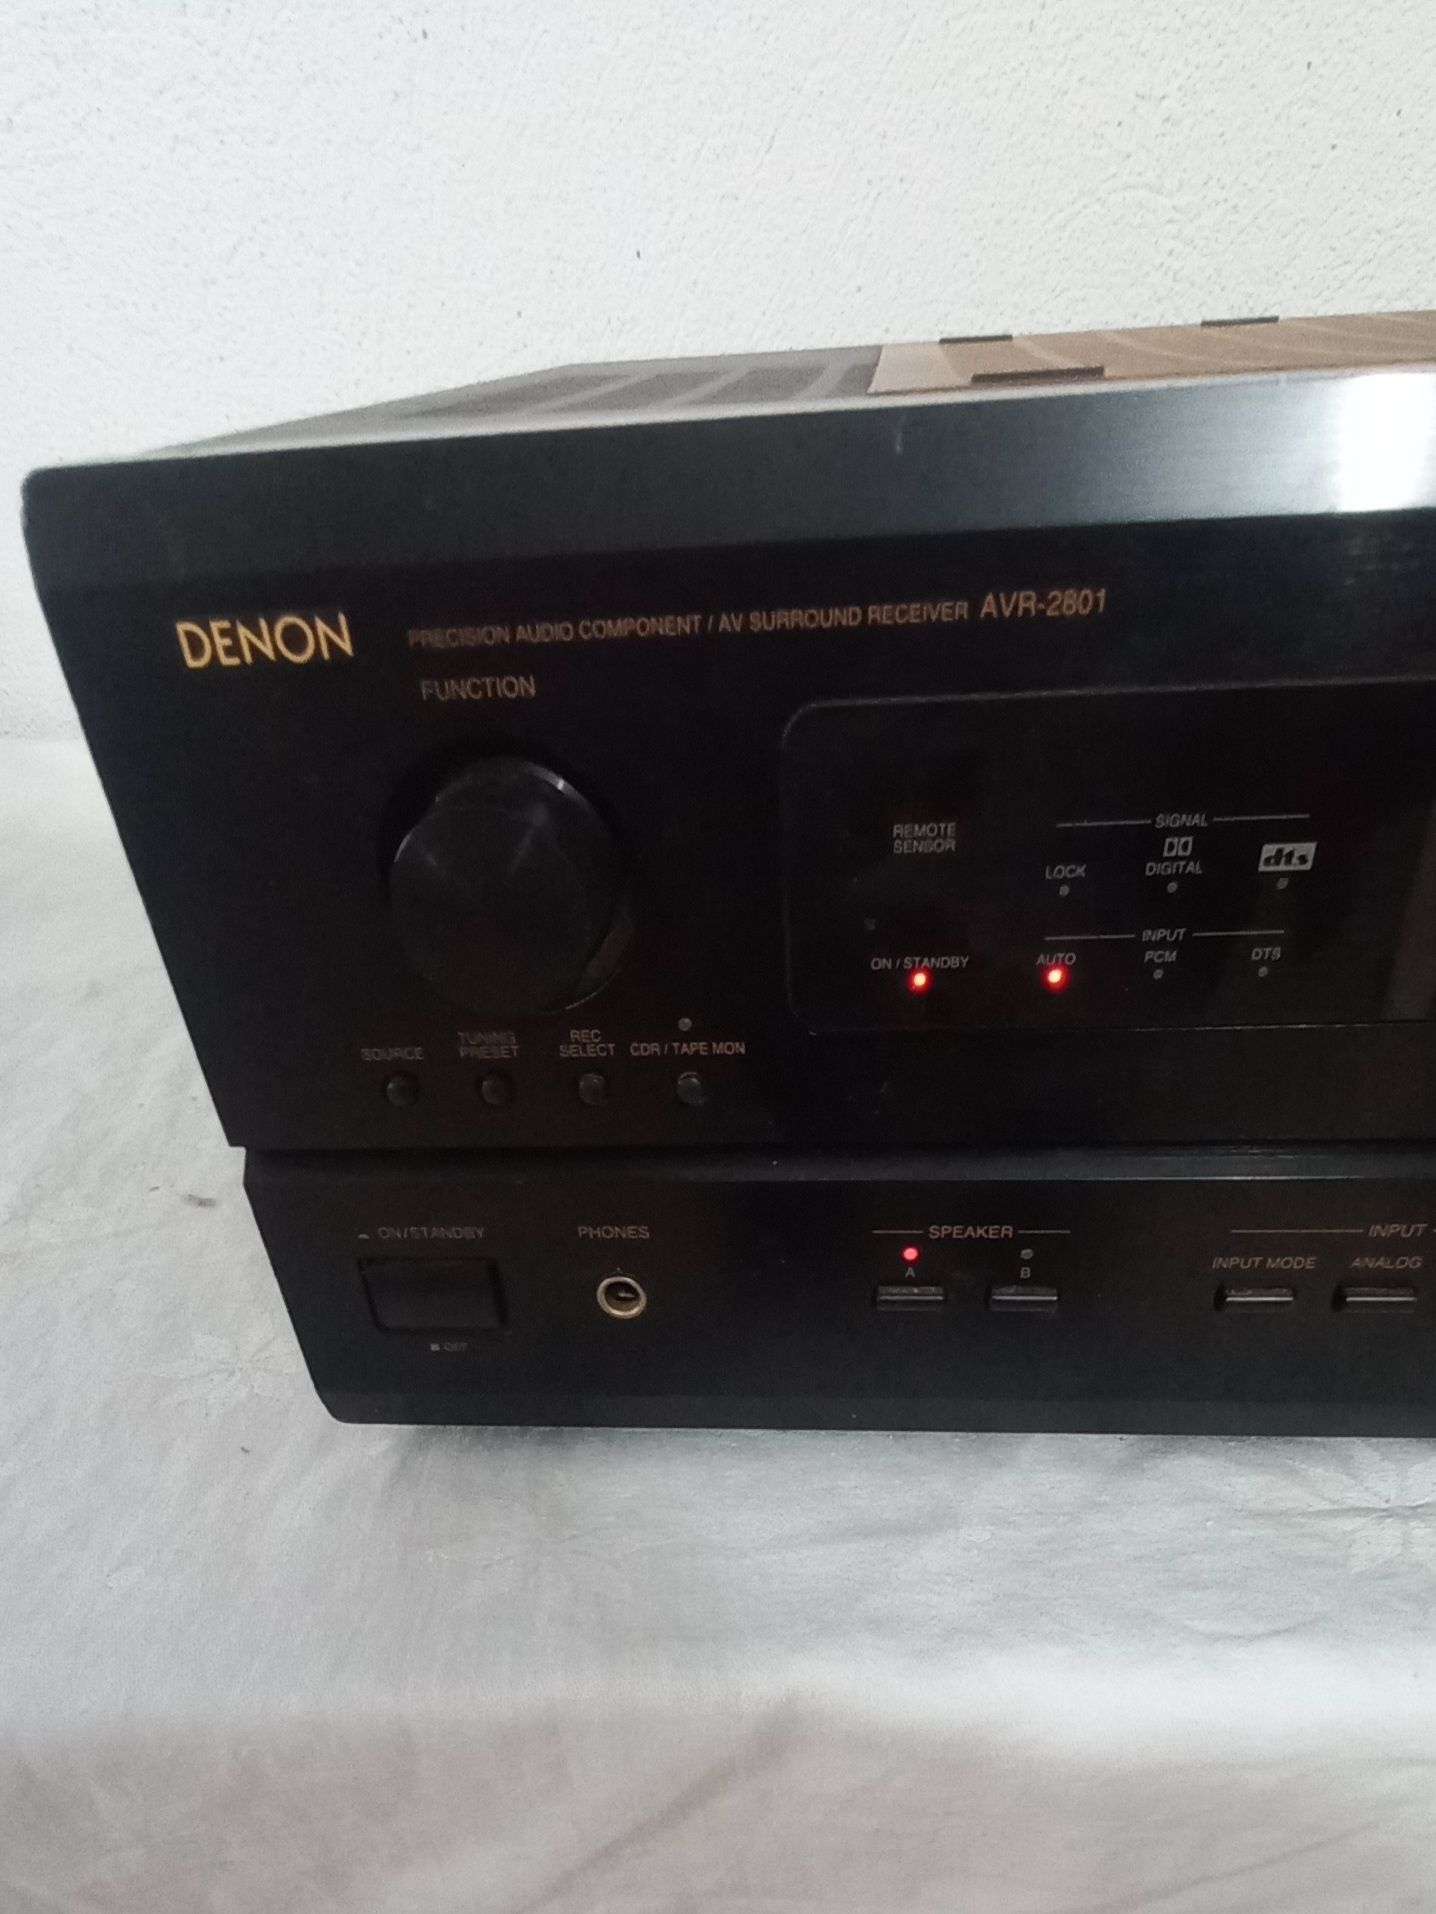 DENON PRECISION AUDIO COMPONENT / AV SURROUND RECEIVER AVR-2801
FUNCTION
SIGNAL
REMOTE
SENSOR
LOCK
DIGITAL
dts
INPUT
ON / STANDBY
AUTO
PCM
DTS
SOURCE
TUNING
PRESET
REC
SELECT
CDR / TAPE MON
ON/STANDBY
OFF
PHONES
SPEAKER
A
B
INPUT
INPUT MODE
ANALOG